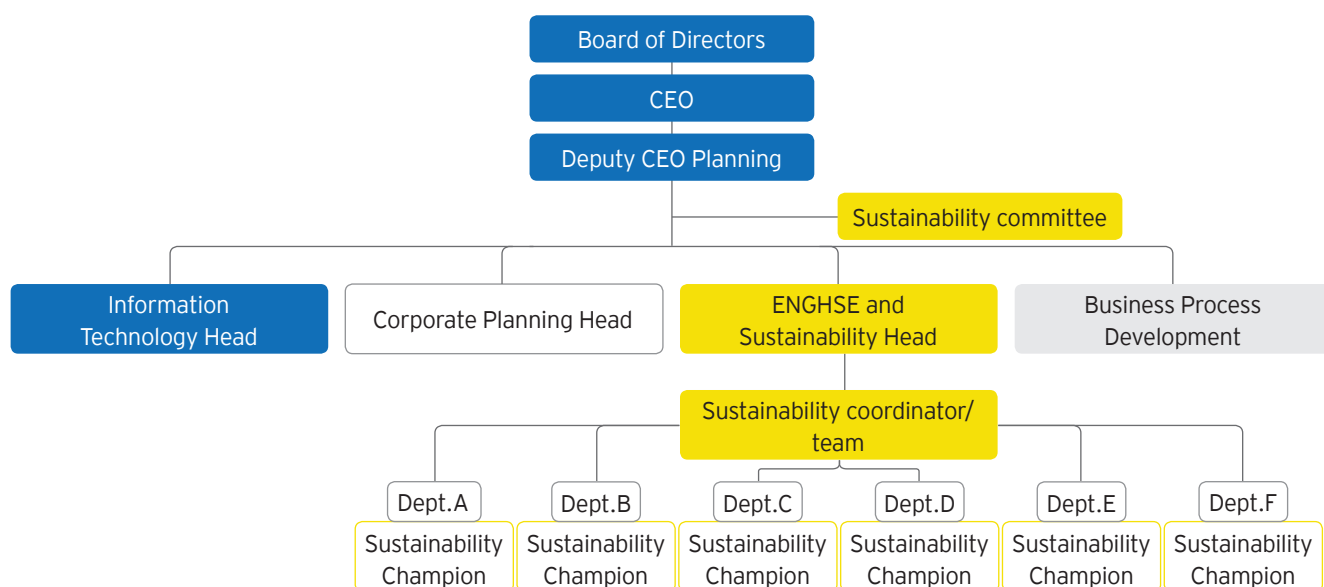 Board of Directors
CEO
Deputy CEO Planning
Sustainability committee
Information
Technology Head
Corporate Planning Head
ENGHSE and
Sustainability Head
Business Process
Development
Sustainability coordinator/
team
Dept.A
Dept.B
Dept.C
Dept.D
Dept.E
Dept.F
Sustainability
Champion
Sustainability
Champion
Sustainability
Champion
Sustainability
Champion
Sustainability
Champion
Sustainability
Champion